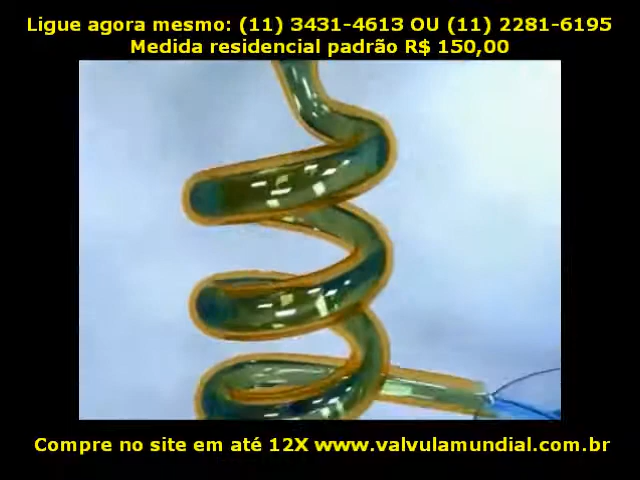 Ligue agora mesmo: (11) 3431-4613 OU (11) 2281-6195
Medida residencial padrão R$ 150,00
Compre no site em até 12X www.valvulamundial.com.br